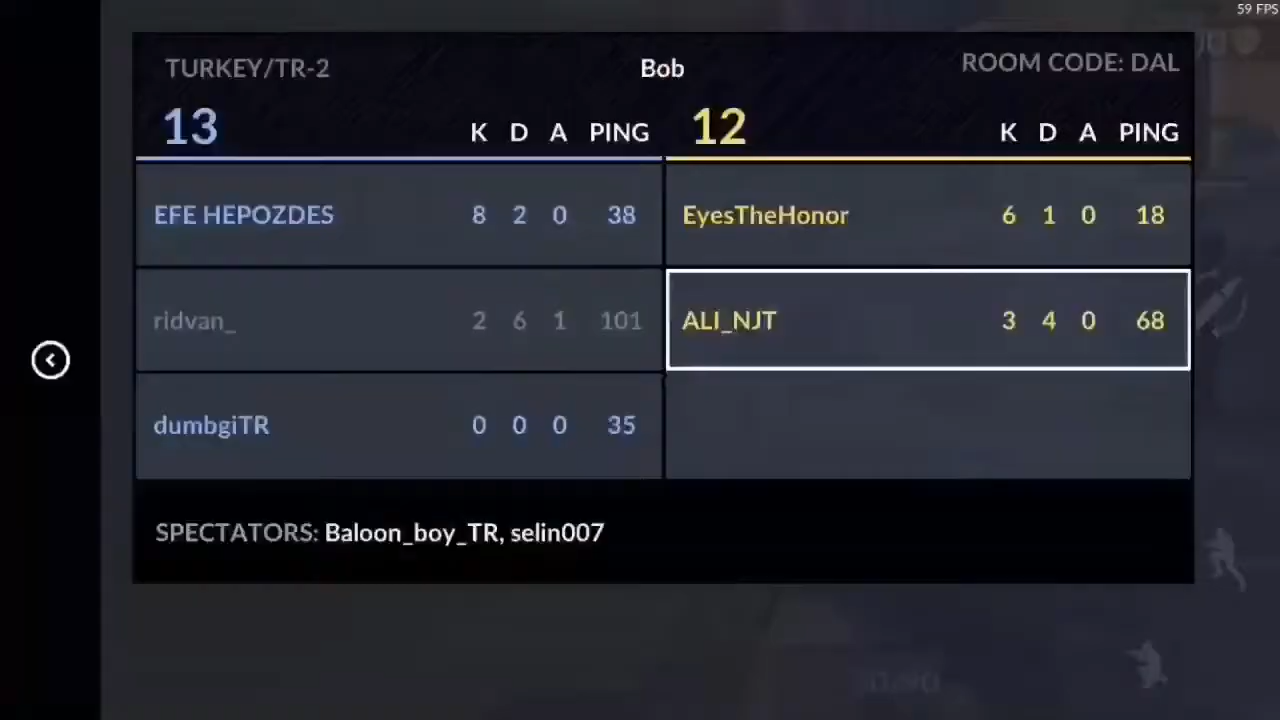 59 FPS
TURKEY/TR-2 Bob ROOM CODE: DAL
13 K D A PING 12 K D A PING
EFE HEPOZDES 8 2 0 38 EyesTheHonor 6 1 0 18
ridvan_ 2 6 1 101 ALI_NJT 3 4 0 68
dumbgiTR 0 0 0 35
SPECTATORS: Baloon_boy_TR, selin007